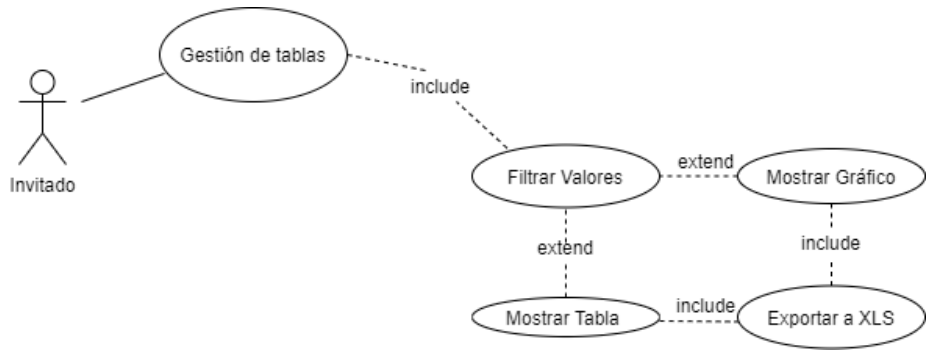 Gestión de tablas
include
Invitado
Filtrar Valores
extend
Mostrar Gráfico
extend
include
Mostrar Tabla
include
Exportar a XLS